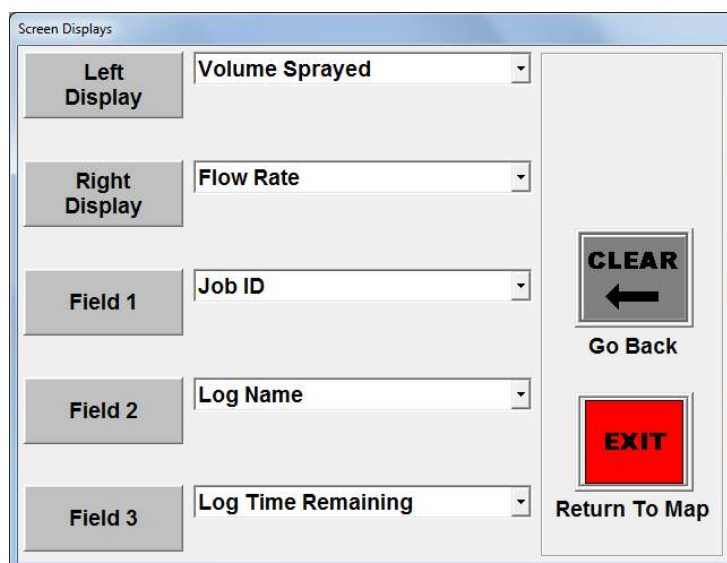 Screen Displays
Left
Display
Volume Sprayed
Right
Display
Flow Rate
Field 1
Job ID
Field 2
Log Name
Field 3
Log Time Remaining
CLEAR
Go Back
EXIT
Return To Map